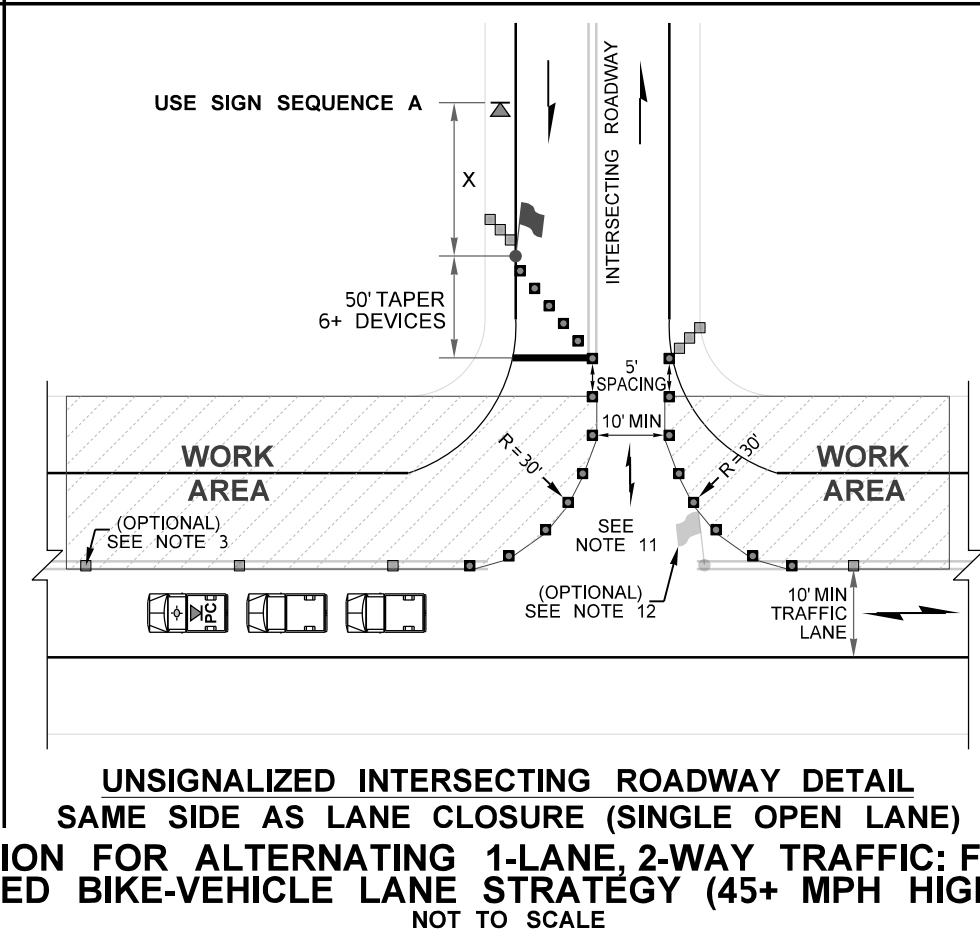 USE SIGN SEQUENCE A
X
INTERSECTING ROADWAY
50' TAPER
6+ DEVICES
5'
SPACING
10' MIN
R = 30'
R = 30'
WORK
AREA
WORK
AREA
(OPTIONAL)
SEE NOTE 3
SEE
NOTE 11
(OPTIONAL)
SEE NOTE 12
10' MIN
TRAFFIC
LANE
PC
UNSIGNALIZED INTERSECTING ROADWAY DETAIL
SAME SIDE AS LANE CLOSURE (SINGLE OPEN LANE)
ION FOR ALTERNATING 1-LANE, 2-WAY TRAFFIC: F
ED BIKE-VEHICLE LANE STRATEGY (45+ MPH HIG
NOT TO SCALE